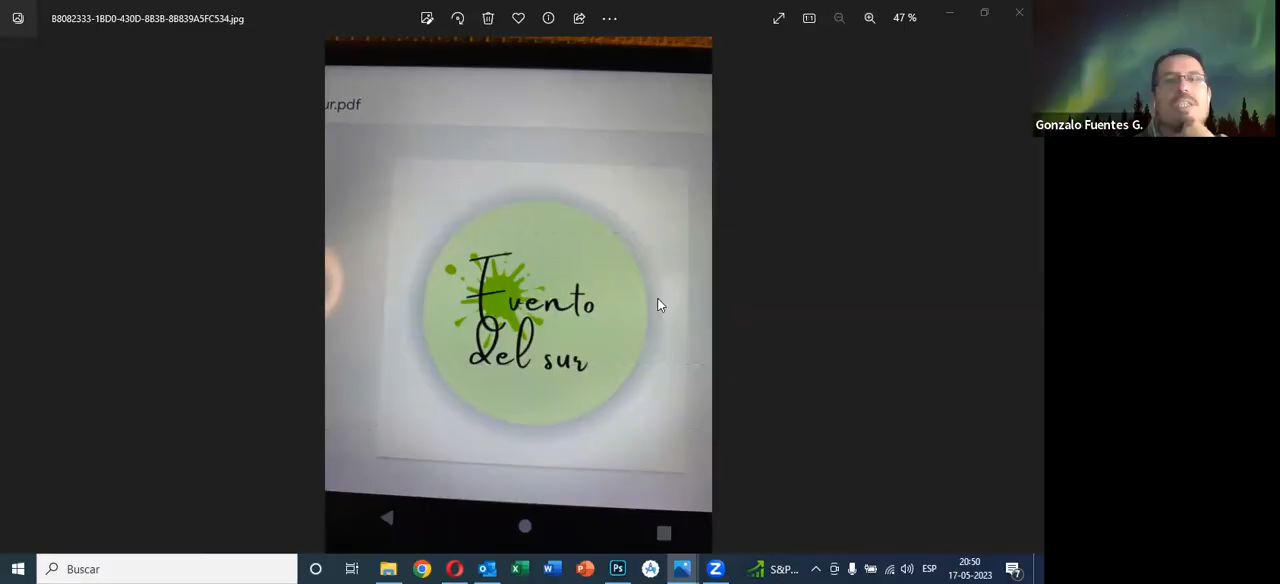 B8082333-1BD0-430D-8B3B-8B839A5FC534.jpg
47 %
ur.pdf
Evento
del sur
Gonzalo Fuentes G.
Buscar
S&P...
ESP
20:50
17-05-2023